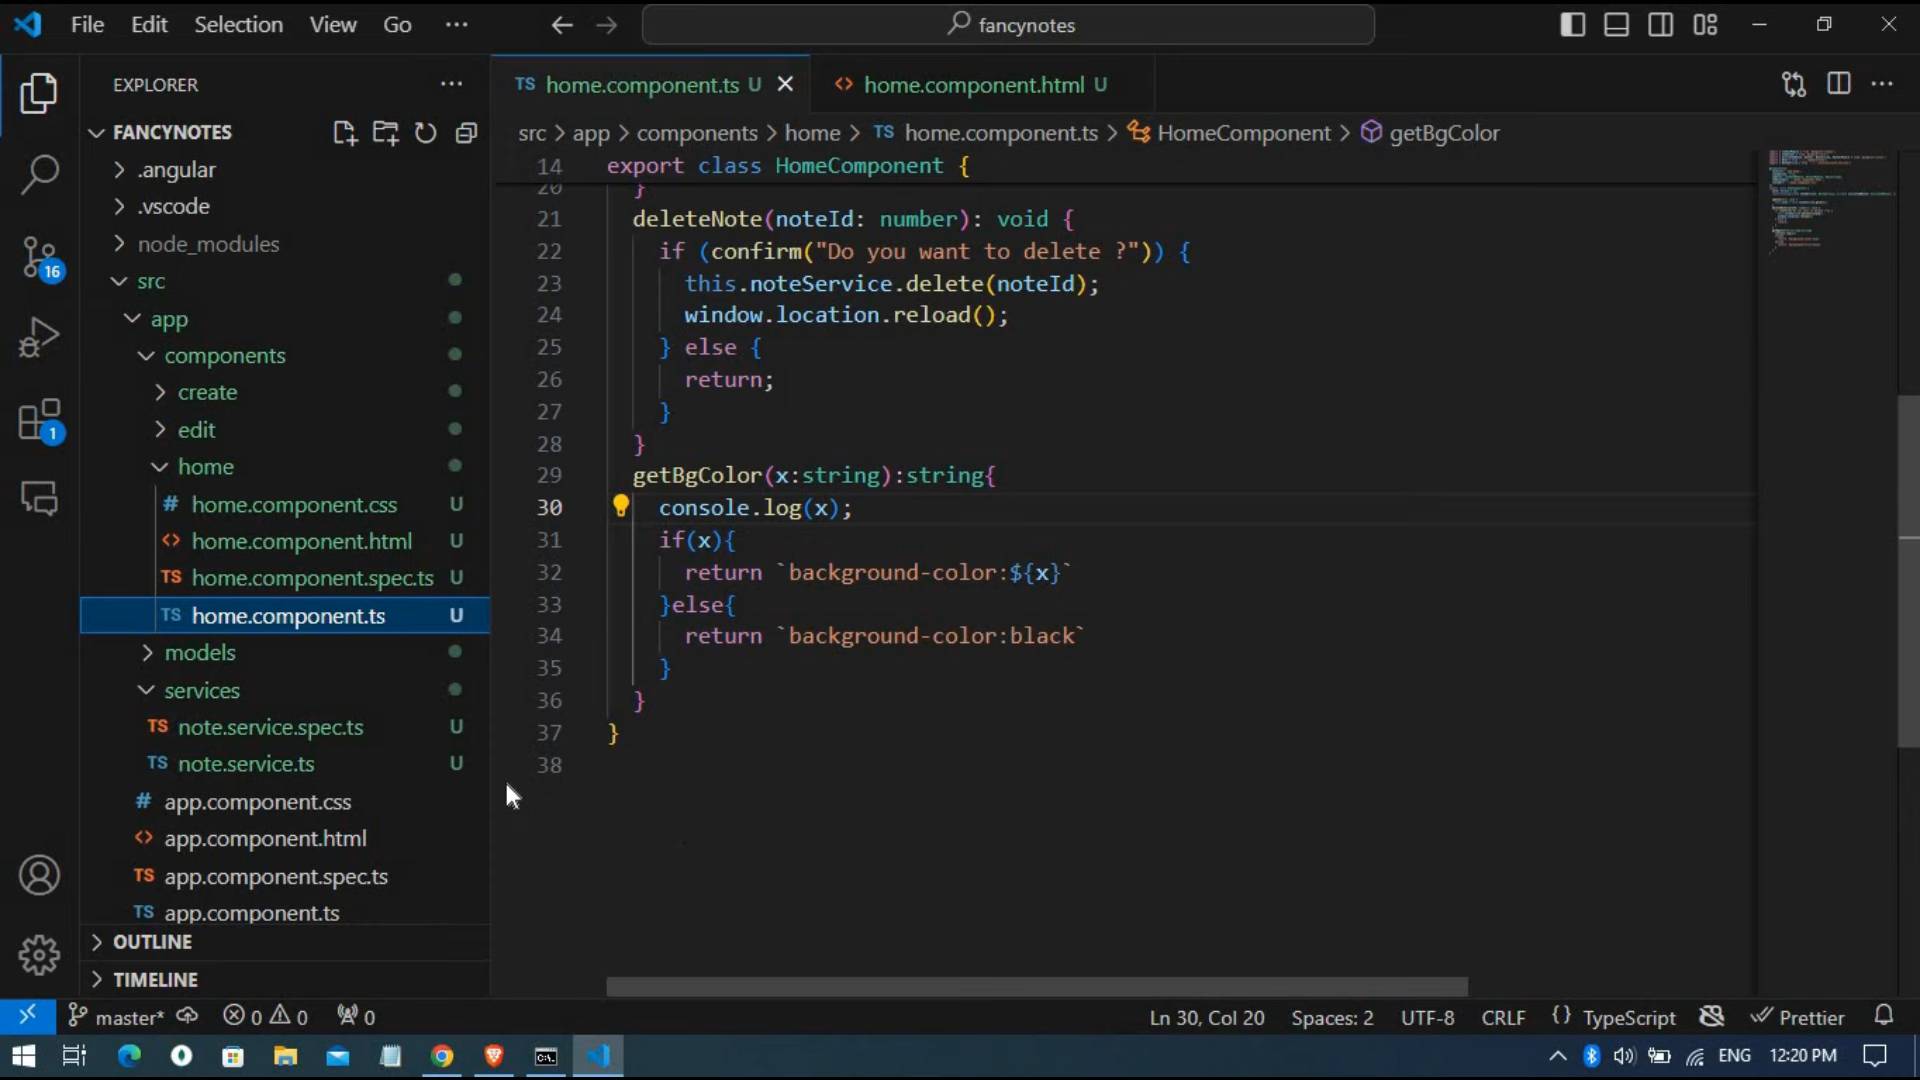 File Edit Selection View Go ··· fancynotes
EXPLORER ···
FANCYNOTES
.angular
.vscode
node_modules
src
app
components
create
edit
home
# home.component.css U
<> home.component.html U
TS home.component.spec.ts U
TS home.component.ts U
models
services
TS note.service.spec.ts U
TS note.service.ts U
# app.component.css
<> app.component.html
TS app.component.spec.ts
TS app.component.ts
OUTLINE
TIMELINE
16
1
TS home.component.ts U
<> home.component.html U
src > app > components > home > TS home.component.ts > HomeComponent > getBgColor
14 export class HomeComponent {
20 }
21 deleteNote(noteId: number): void {
22 if (confirm("Do you want to delete ?")) {
23 this.noteService.delete(noteId);
24 window.location.reload();
25 } else {
26 return;
27 }
28 }
29 getBgColor(x:string):string{
30 console.log(x);
31 if(x){
32 return `background-color:${x}`
33 }else{
34 return `background-color:black`
35 }
36 }
37 }
38
master* 0 0 0 Ln 30, Col 20 Spaces: 2 UTF-8 CRLF {} TypeScript Prettier
ENG 12:20 PM